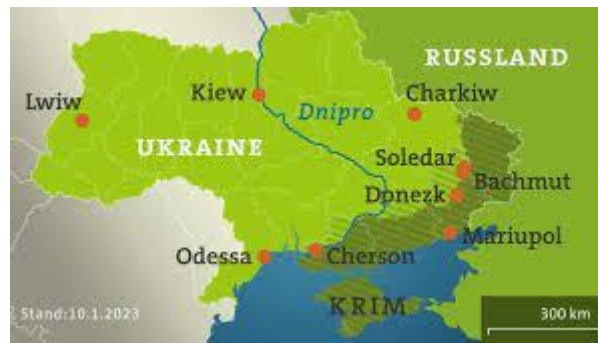 RUSSLAND
Lwiw
Kiew
Charkiw
Dnipro
UKRAINE
Soledar
Bachmut
Donezk
Mariupol
Odessa
Cherson
KRIM
Stand:10.1.2023
300 km